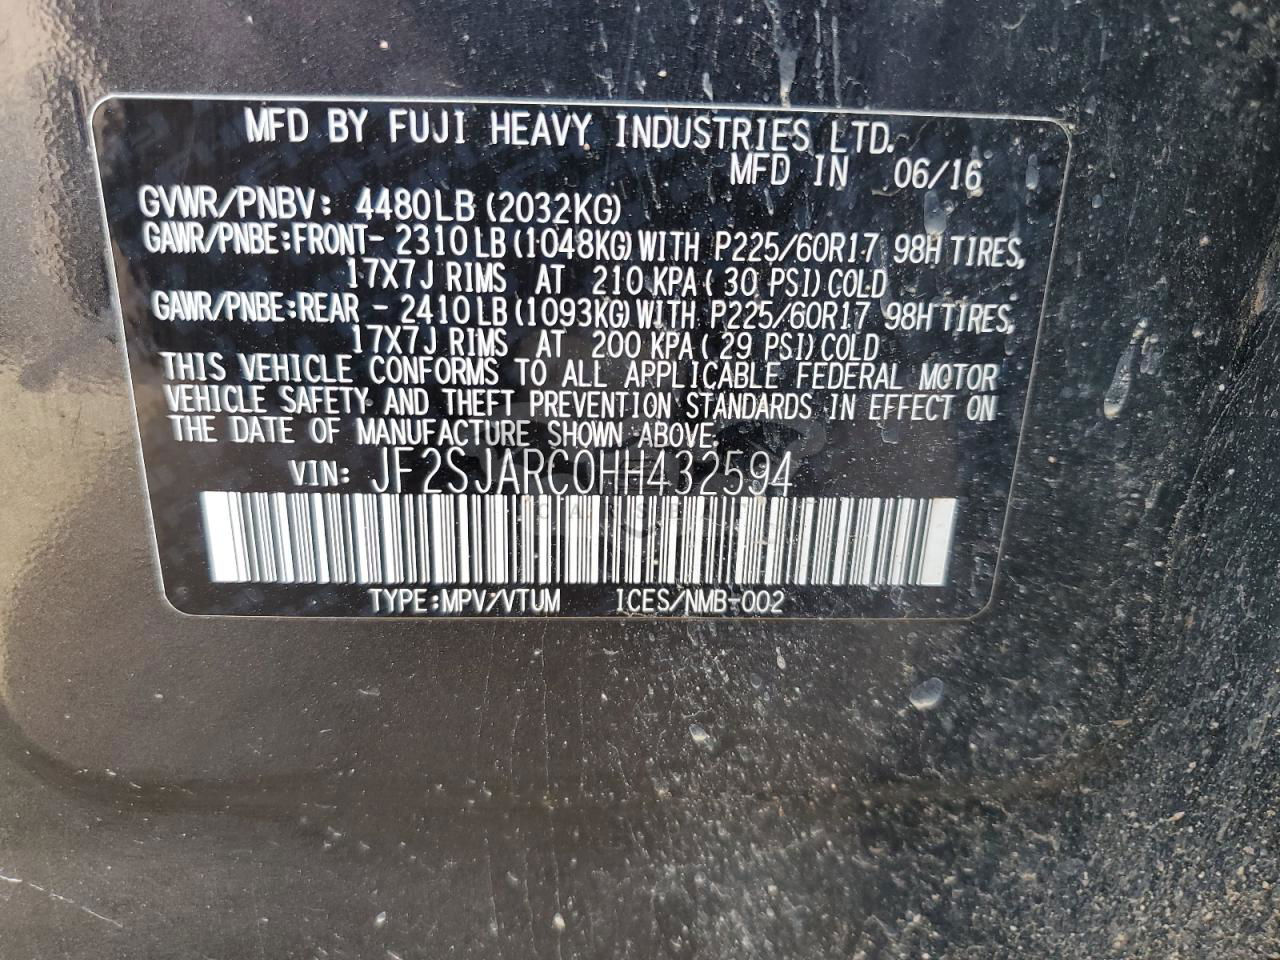 MFD BY FUJI HEAVY INDUSTRIES LTD.
MFD IN 06/16
GVWR/PNBV: 4480LB (2032KG)
GAWR/PNBE:FRONT- 2310LB(1048KG)WITH P225/60R17 98H TIRES,
17X7J RIMS AT 210 KPA( 30 PSI)COLD
GAWR/PNBE:REAR - 2410LB(1093KG)WITH P225/60R17 98H TIRES,
17X7J RIMS AT 200 KPA( 29 PSI)COLD
THIS VEHICLE CONFORMS TO ALL APPLICABLE FEDERAL MOTOR
VEHICLE SAFETY AND THEFT PREVENTION STANDARDS IN EFFECT ON
THE DATE OF MANUFACTURE SHOWN ABOVE.
VIN: JF2SJARC0HH432594
TYPE:MPV/VTUM ICES/NMB-002